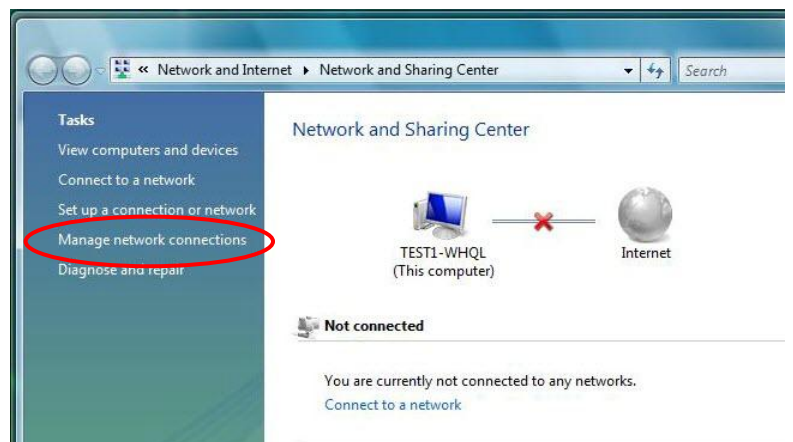 « Network and Internet ▸ Network and Sharing Center
Search
Tasks
View computers and devices
Connect to a network
Set up a connection or network
Manage network connections
Diagnose and repair
Network and Sharing Center
TEST1-WHQL
(This computer)
Internet
Not connected
You are currently not connected to any networks.
Connect to a network